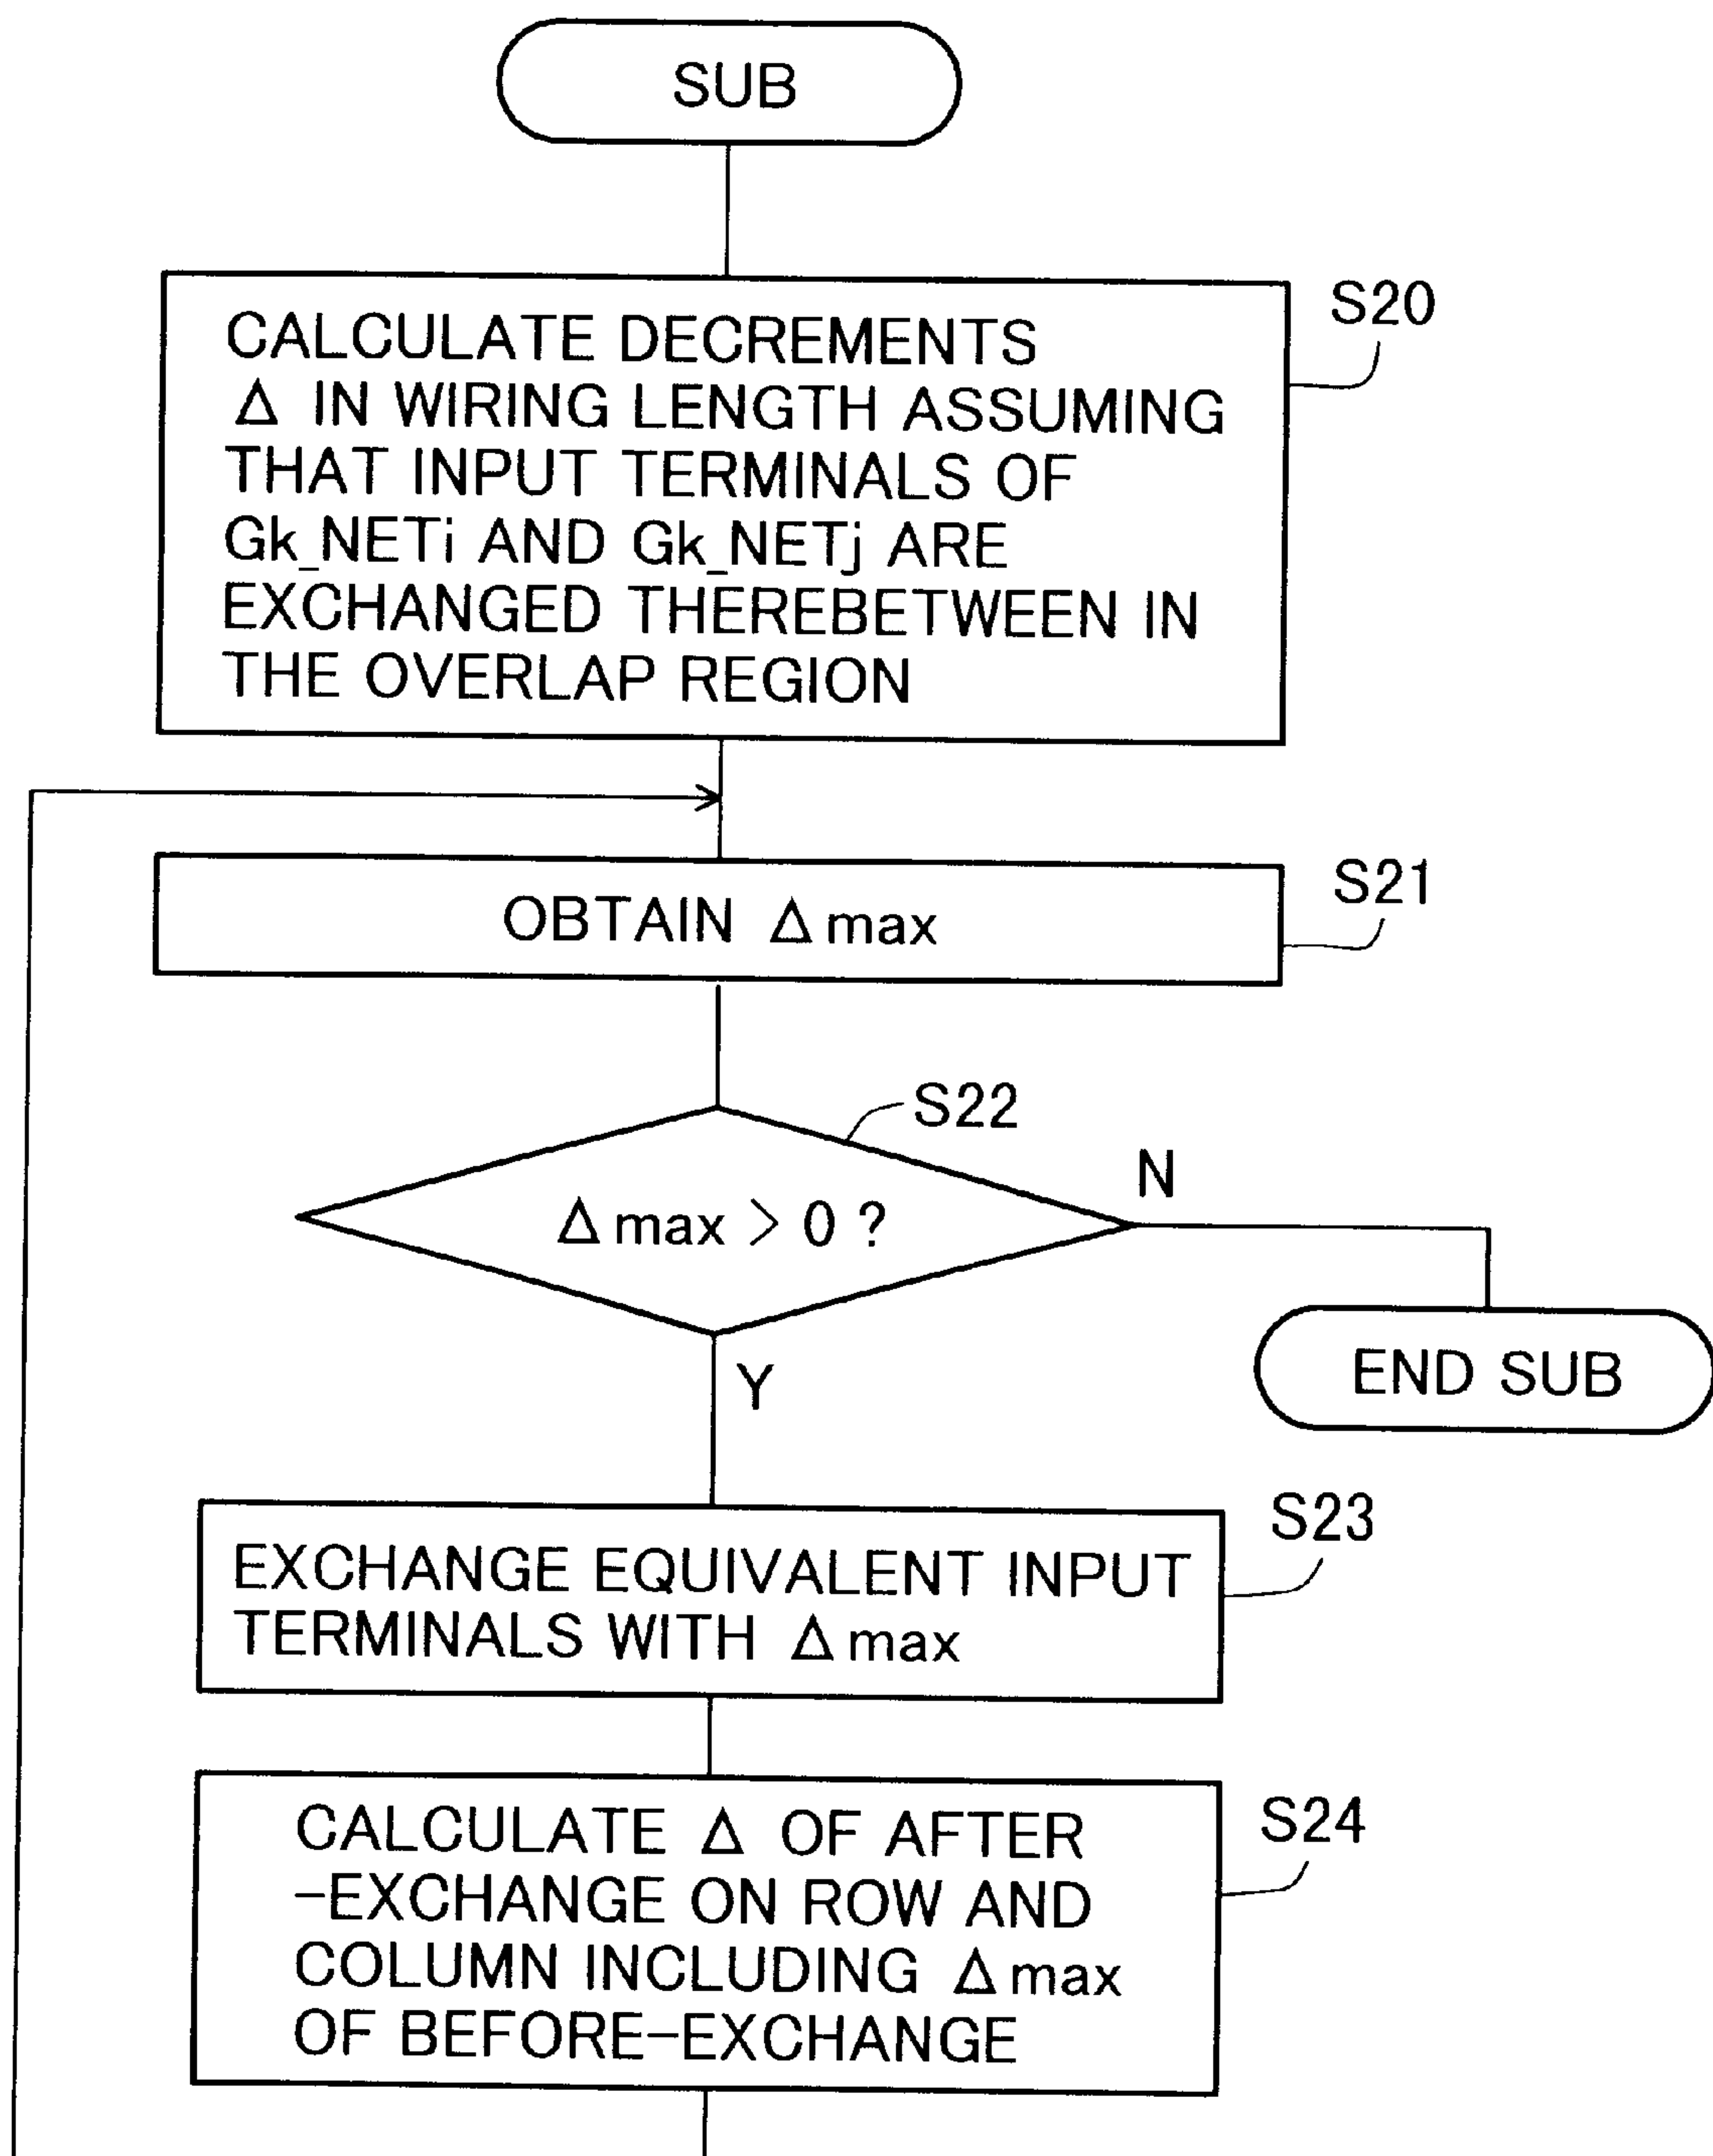 SUB
S20
CALCULATE DECREMENTS
Δ IN WIRING LENGTH ASSUMING
THAT INPUT TERMINALS OF
Gk_NETi AND Gk_NETj ARE
EXCHANGED THEREBETWEEN IN
THE OVERLAP REGION
S21
OBTAIN Δmax
S22
N
Δmax > 0 ?
END SUB
Y
S23
EXCHANGE EQUIVALENT INPUT
TERMINALS WITH Δmax
S24
CALCULATE Δ OF AFTER
-EXCHANGE ON ROW AND
COLUMN INCLUDING Δmax
OF BEFORE-EXCHANGE